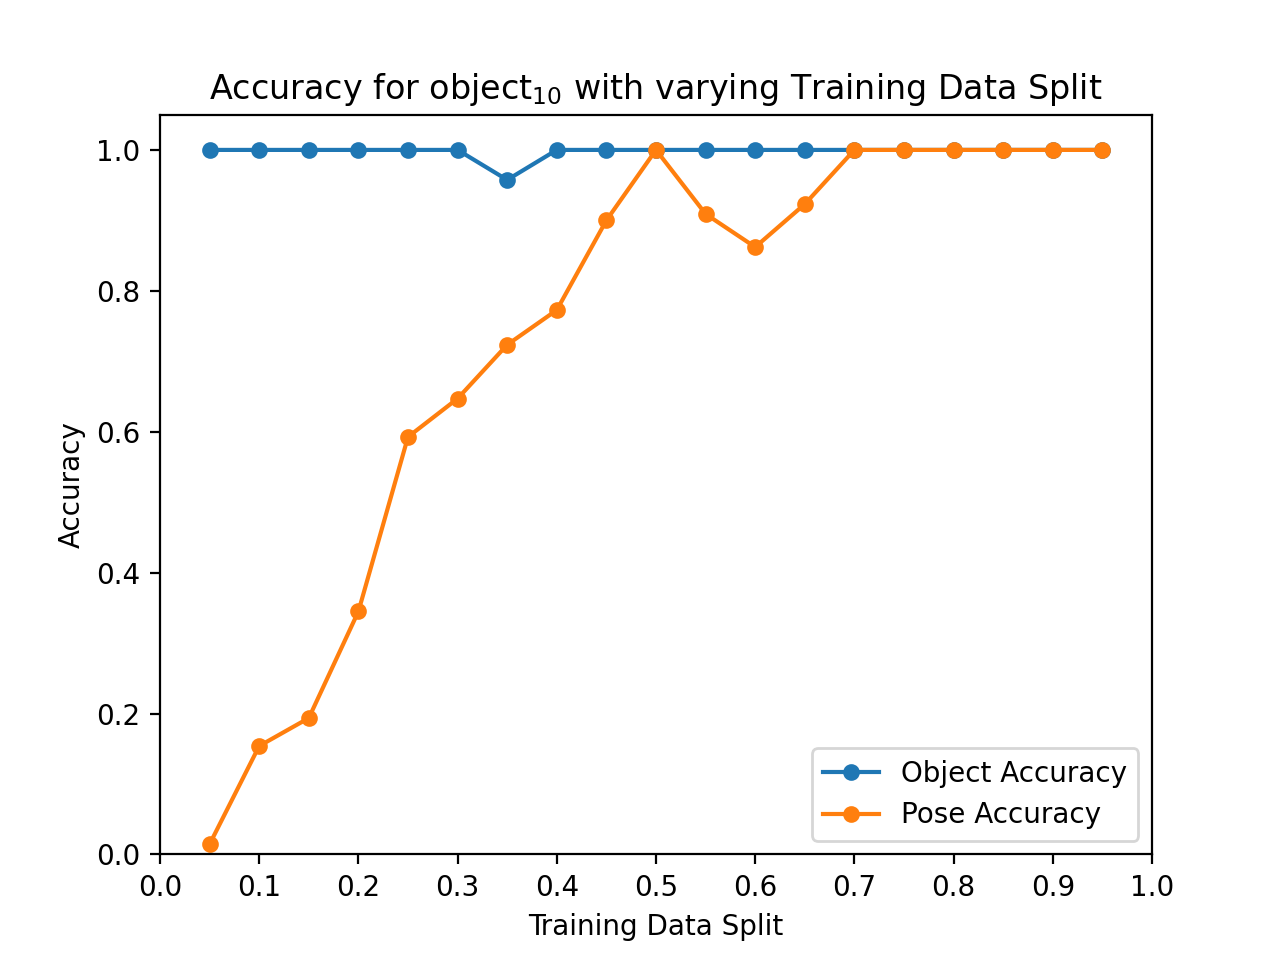 Accuracy for object₁₀ with varying Training Data Split
1.0
0.8
0.6
0.4
0.2
0.0
Accuracy
Object Accuracy
Pose Accuracy
0.0 0.1 0.2 0.3 0.4 0.5 0.6 0.7 0.8 0.9 1.0
Training Data Split